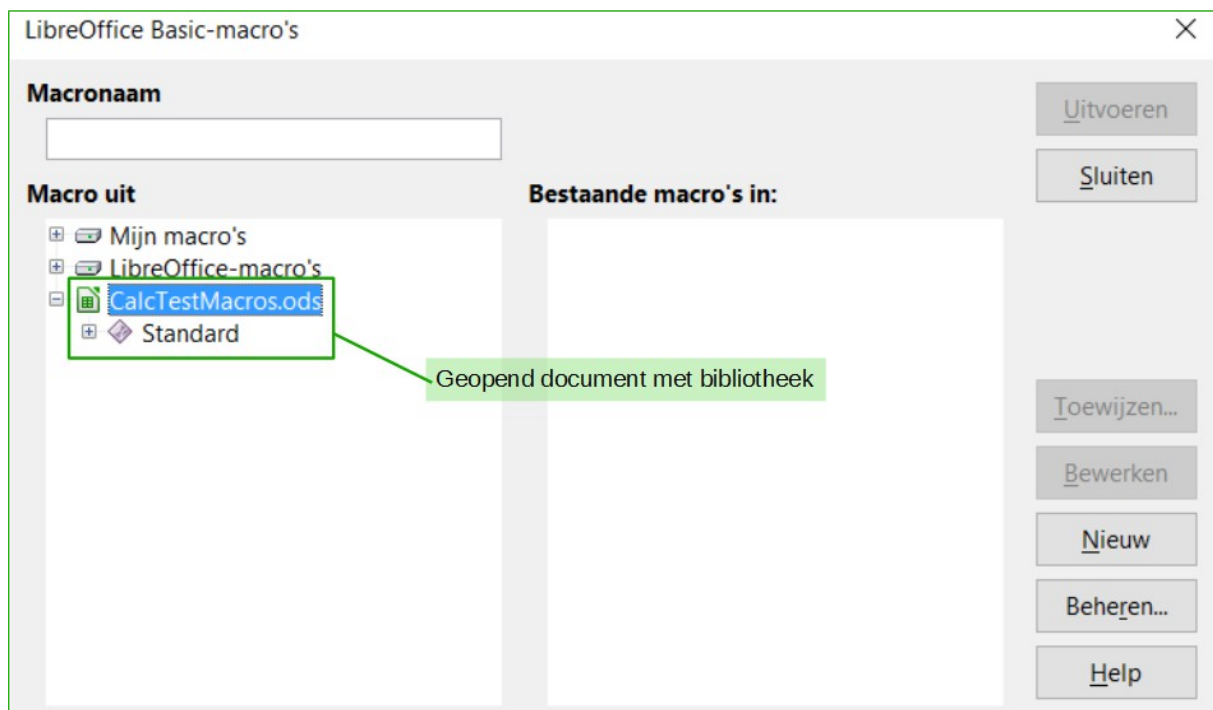 LibreOffice Basic-macro's
Macronaam
Uitvoeren
Sluiten
Macro uit
Bestaande macro's in:
Mijn macro's
LibreOffice-macro's
CalcTestMacros.ods
Standard
Geopend document met bibliotheek
Toewijzen...
Bewerken
Nieuw
Beheren...
Help